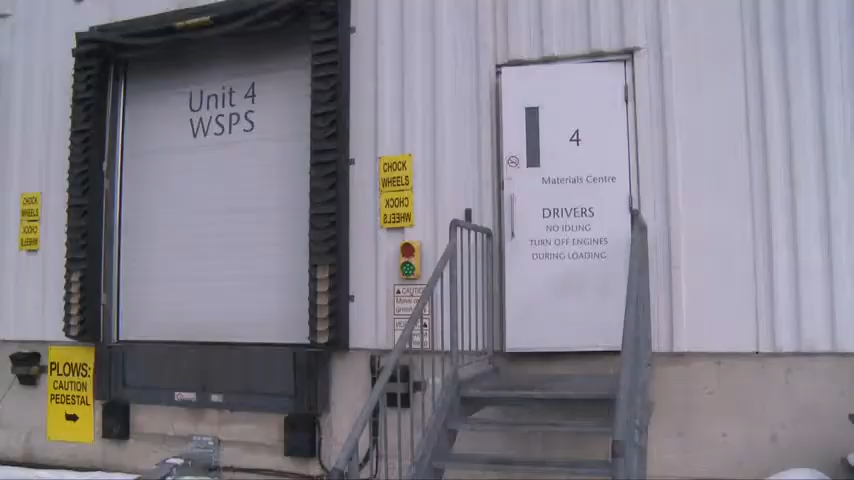 Unit 4
WSPS
4
Materials Centre
DRIVERS
NO IDLING
TURN OFF ENGINES
DURING LOADING
CHOCK
WHEELS
CHOCK
WHEELS
CHOCK
WHEELS
CHOCK
WHEELS
CAUTION
PLOWS:
CAUTION
PEDESTAL